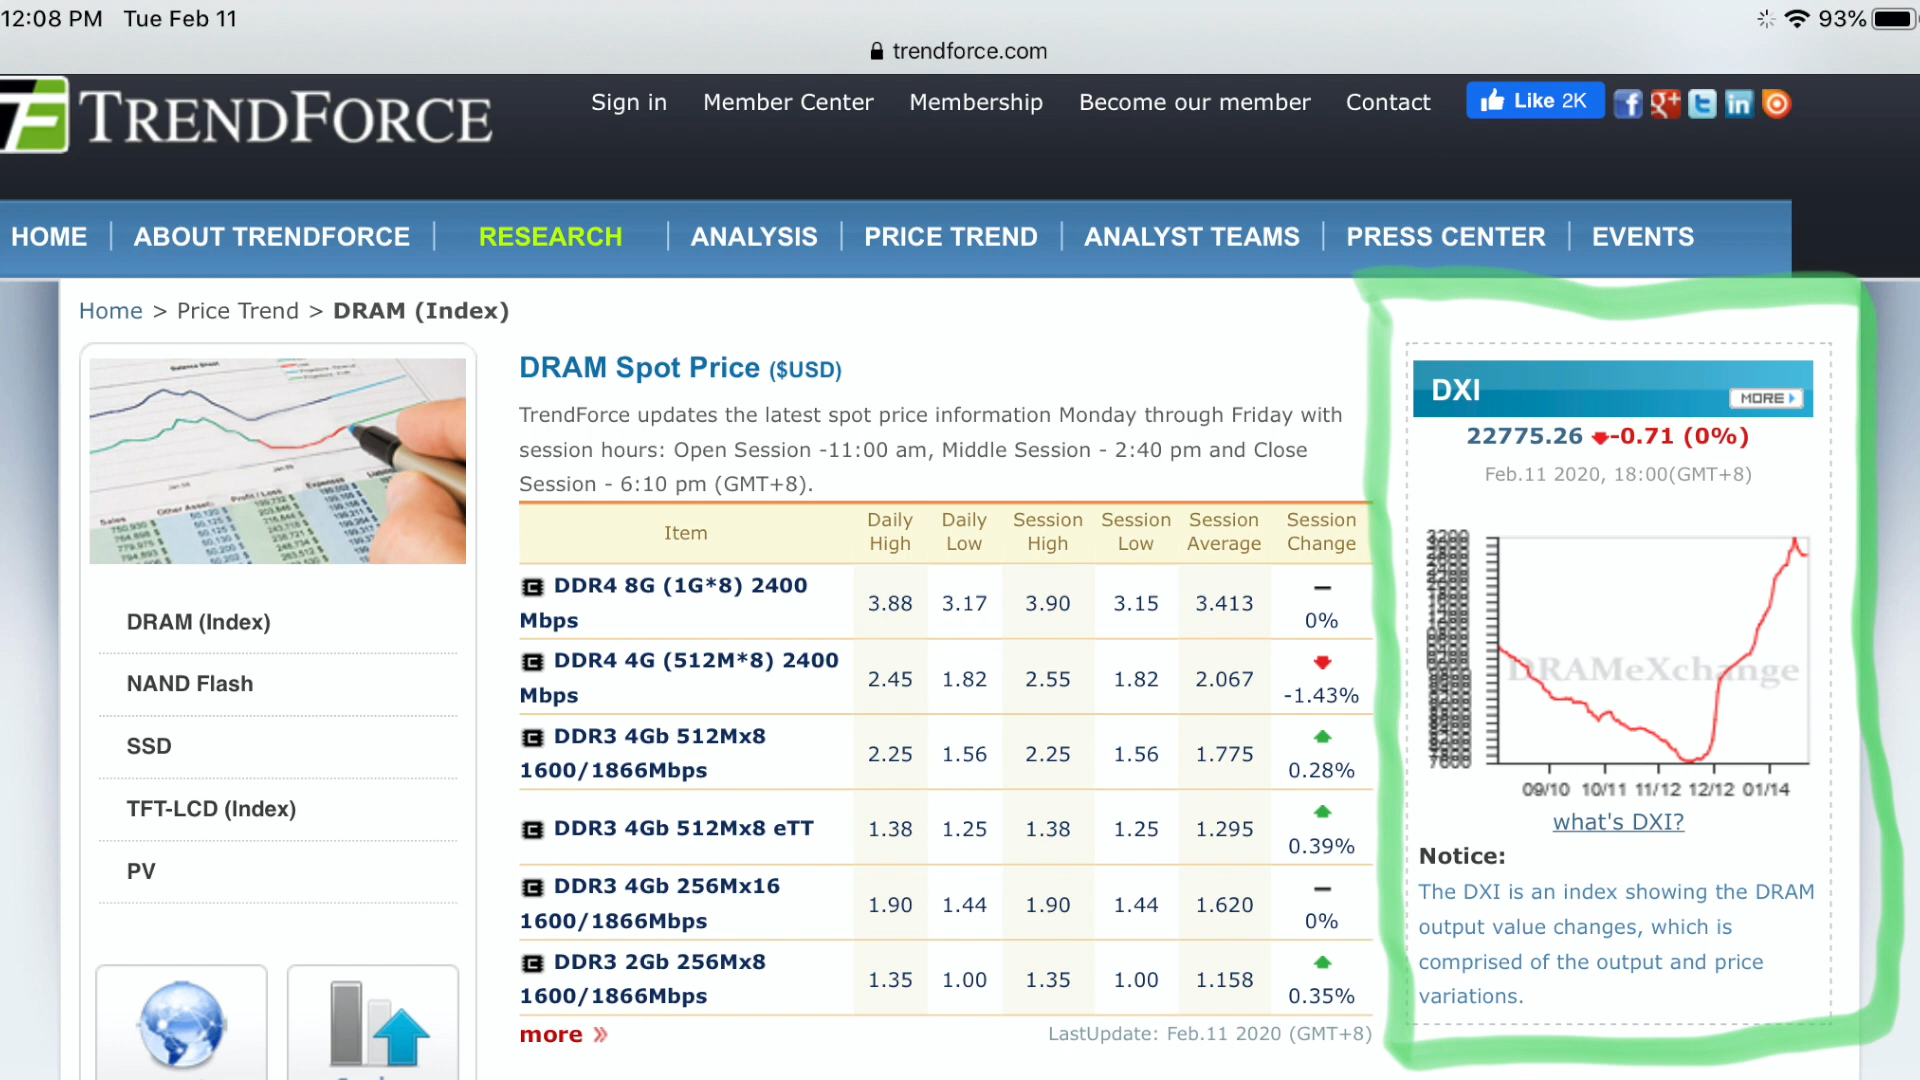 12:08 PM Tue Feb 11
93%
trendforce.com
TRENDFORCE
Sign in Member Center Membership Become our member Contact Like 2K
HOME ABOUT TRENDFORCE RESEARCH ANALYSIS PRICE TREND ANALYST TEAMS PRESS CENTER EVENTS
Home > Price Trend > DRAM (Index)
Balance Sheet
DRAM (Index)
NAND Flash
SSD
TFT-LCD (Index)
PV
DRAM Spot Price ($USD)
TrendForce updates the latest spot price information Monday through Friday with
session hours: Open Session -11:00 am, Middle Session - 2:40 pm and Close
Session - 6:10 pm (GMT+8).
Item Daily High Daily Low Session High Session Low Session Average Session Change
DDR4 8G (1G*8) 2400 Mbps 3.88 3.17 3.90 3.15 3.413 0%
DDR4 4G (512M*8) 2400 Mbps 2.45 1.82 2.55 1.82 2.067 -1.43%
DDR3 4Gb 512Mx8 1600/1866Mbps 2.25 1.56 2.25 1.56 1.775 0.28%
DDR3 4Gb 512Mx8 eTT 1.38 1.25 1.38 1.25 1.295 0.39%
DDR3 4Gb 256Mx16 1600/1866Mbps 1.90 1.44 1.90 1.44 1.620 0%
DDR3 2Gb 256Mx8 1600/1866Mbps 1.35 1.00 1.35 1.00 1.158 0.35%
more »
LastUpdate: Feb.11 2020 (GMT+8)
DXI
MORE
22775.26 -0.71 (0%)
Feb.11 2020, 18:00(GMT+8)
DRAMeXchange
09/10 10/11 11/12 12/12 01/14
what's DXI?
Notice:
The DXI is an index showing the DRAM
output value changes, which is
comprised of the output and price
variations.